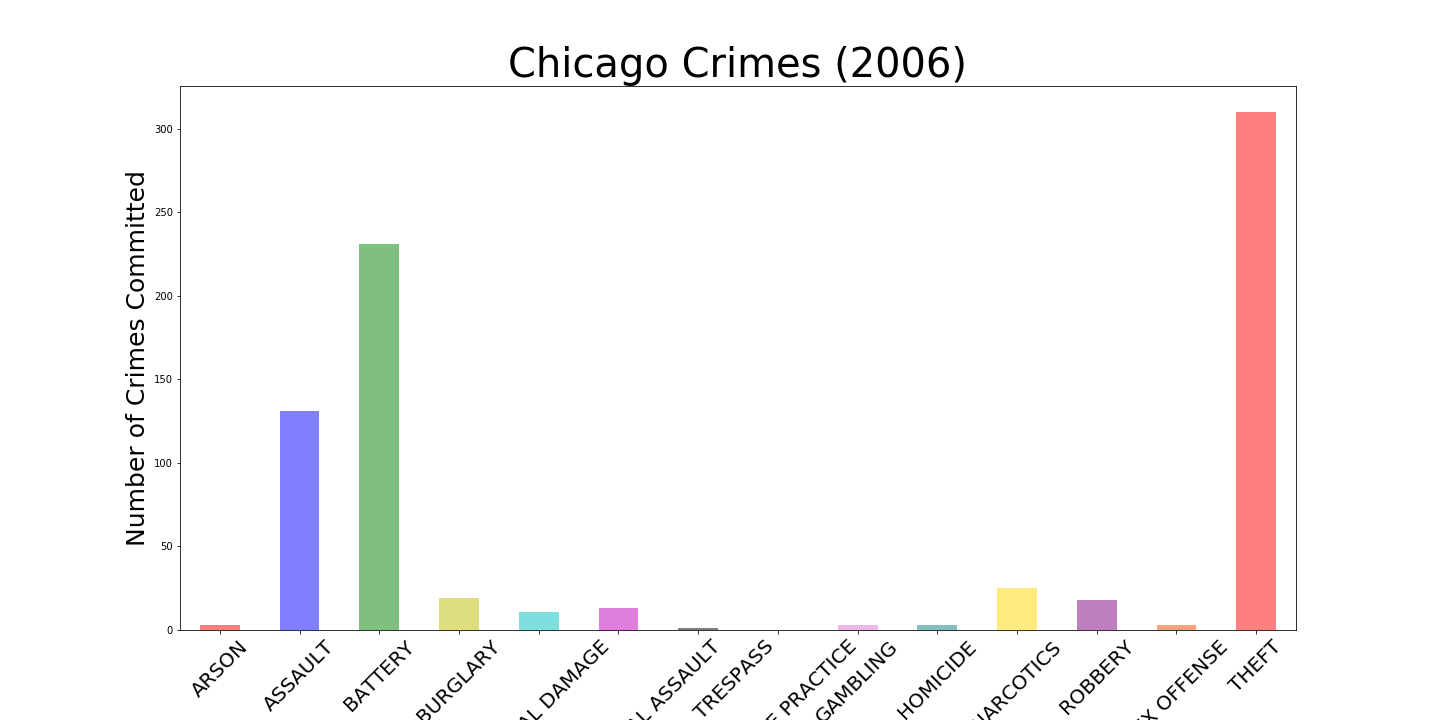 Chicago Crimes (2006)
Number of Crimes Committed
300
250
200
150
100
50
0
ARSON
ASSAULT
BATTERY
BURGLARY
AL DAMAGE
AL ASSAULT
TRESPASS
E PRACTICE
GAMBLING
HOMICIDE
NARCOTICS
ROBBERY
X OFFENSE
THEFT